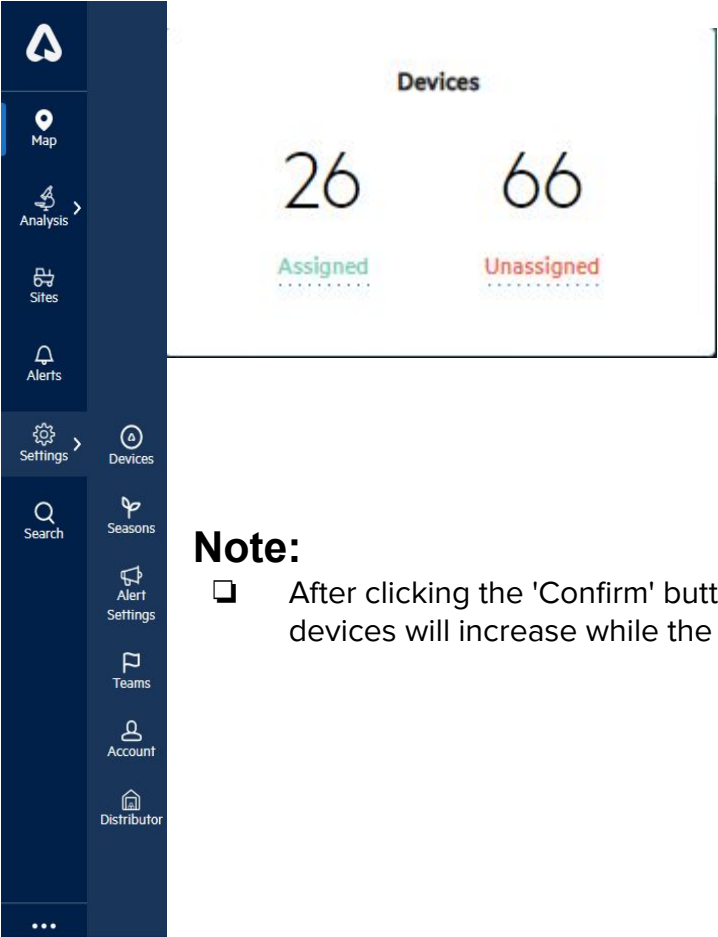 Map
Analysis
Sites
Alerts
Settings
Search
Devices
Seasons
Alert
Settings
Teams
Account
Distributor
Devices
26 66
Assigned Unassigned
Note:
After clicking the 'Confirm' butt
devices will increase while the